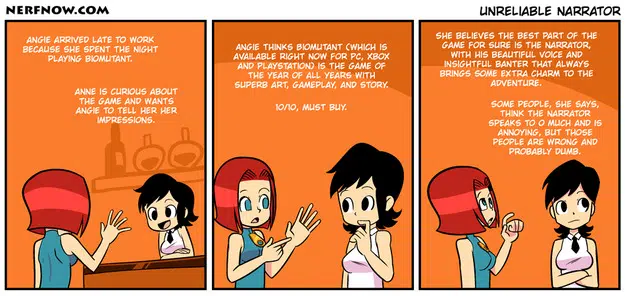 NERFNOW.COM
UNRELIABLE NARRATOR
ANGIE ARRIVED LATE TO WORK
BECAUSE SHE SPENT THE NIGHT
PLAYING BIOMUTANT.
ANNE IS CURIOUS ABOUT
THE GAME AND WANTS
ANGIE TO TELL HER HER
IMPRESSIONS.
ANGIE THINKS BIOMUTANT (WHICH IS
AVAILABLE RIGHT NOW FOR PC, XBOX
AND PLAYSTATION) IS THE GAME OF
THE YEAR OF ALL YEARS WITH
SUPERB ART, GAMEPLAY, AND STORY.
10/10, MUST BUY.
SHE BELIEVES THE BEST PART OF THE
GAME FOR SURE IS THE NARRATOR,
WITH HIS BEAUTIFUL VOICE AND
INSIGHTFUL BANTER THAT ALWAYS
BRINGS SOME EXTRA CHARM TO THE
ADVENTURE.
SOME PEOPLE, SHE SAYS,
THINK THE NARRATOR
SPEAKS TO O MUCH AND IS
ANNOYING, BUT THOSE
PEOPLE ARE WRONG AND
PROBABLY DUMB.